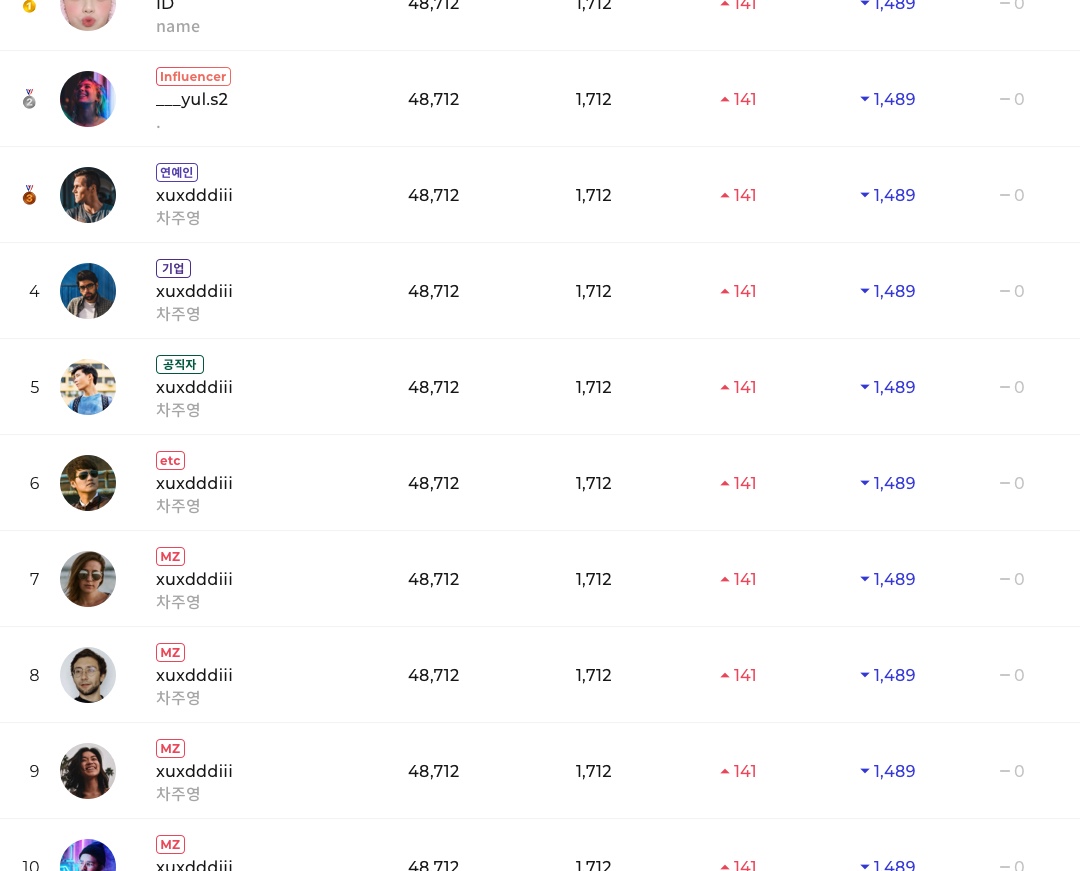 1 ID 48,712 1,712 141 1,489 0
name
Influencer
2 ___yul.s2 48,712 1,712 141 1,489 0
.
연예인
3 xuxdddiii 48,712 1,712 141 1,489 0
차주영
기업
4 xuxdddiii 48,712 1,712 141 1,489 0
차주영
공직자
5 xuxdddiii 48,712 1,712 141 1,489 0
차주영
etc
6 xuxdddiii 48,712 1,712 141 1,489 0
차주영
MZ
7 xuxdddiii 48,712 1,712 141 1,489 0
차주영
MZ
8 xuxdddiii 48,712 1,712 141 1,489 0
차주영
MZ
9 xuxdddiii 48,712 1,712 141 1,489 0
차주영
MZ
10 xuxdddiii 48,712 1,712 141 1,489 0